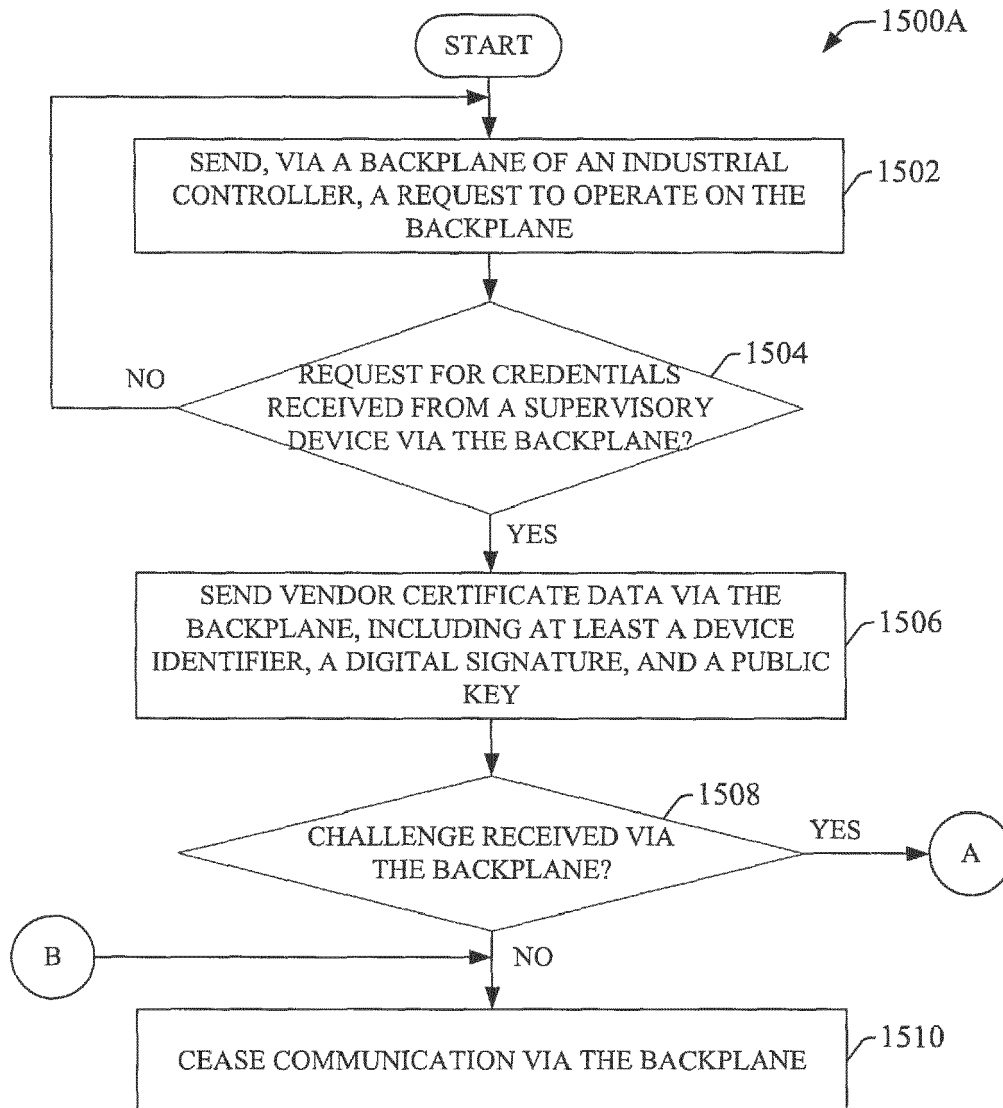 START
1500A
SEND, VIA A BACKPLANE OF AN INDUSTRIAL
CONTROLLER, A REQUEST TO OPERATE ON THE
BACKPLANE
1502
1504
NO
REQUEST FOR CREDENTIALS
RECEIVED FROM A SUPERVISORY
DEVICE VIA THE BACKPLANE?
YES
SEND VENDOR CERTIFICATE DATA VIA THE
BACKPLANE, INCLUDING AT LEAST A DEVICE
IDENTIFIER, A DIGITAL SIGNATURE, AND A PUBLIC
KEY
1506
1508
CHALLENGE RECEIVED VIA
THE BACKPLANE?
YES
A
B
NO
CEASE COMMUNICATION VIA THE BACKPLANE
1510